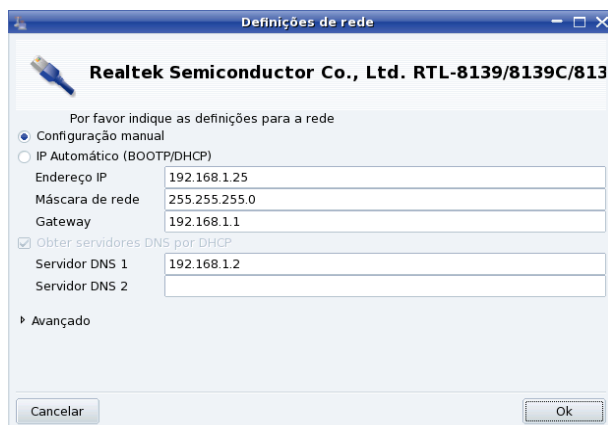 Definições de rede
Realtek Semiconductor Co., Ltd. RTL-8139/8139C/813
Por favor indique as definições para a rede
Configuração manual
IP Automático (BOOTP/DHCP)
Endereço IP 192.168.1.25
Máscara de rede 255.255.255.0
Gateway 192.168.1.1
Obter servidores DNS por DHCP
Servidor DNS 1 192.168.1.2
Servidor DNS 2
Avançado
Cancelar Ok